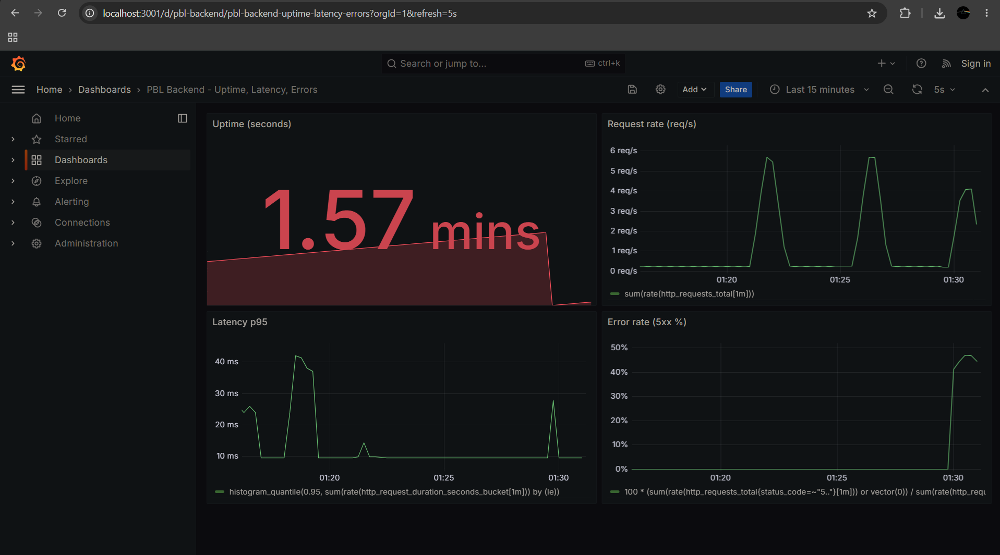 localhost:3001/d/pbl-backend/pbl-backend-uptime-latency-errors?orgId=1&refresh=5s
Search or jump to...
ctrl+k
Sign in
Home › Dashboards › PBL Backend - Uptime, Latency, Errors
Add
Share
Last 15 minutes
5s
Home
Starred
Dashboards
Explore
Alerting
Connections
Administration
Uptime (seconds)
1.57 mins
Request rate (req/s)
6 req/s
5 req/s
4 req/s
3 req/s
2 req/s
1 req/s
0 req/s
01:20
01:25
01:30
sum(rate(http_requests_total[1m]))
Latency p95
40 ms
30 ms
20 ms
10 ms
01:20
01:25
01:30
histogram_quantile(0.95, sum(rate(http_request_duration_seconds_bucket[1m])) by (le))
Error rate (5xx %)
50%
40%
30%
20%
10%
0%
01:20
01:25
01:30
100 * (sum(rate(http_requests_total{status_code=~"5.."}[1m])) or vector(0)) / sum(rate(http_requ